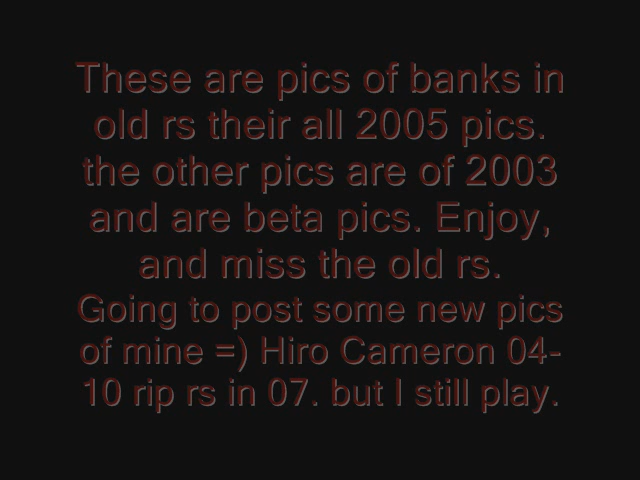 These are pics of banks in
old rs their all 2005 pics.
the other pics are of 2003
and are beta pics. Enjoy,
and miss the old rs.
Going to post some new pics
of mine =) Hiro Cameron 04-
10 rip rs in 07. but I still play.